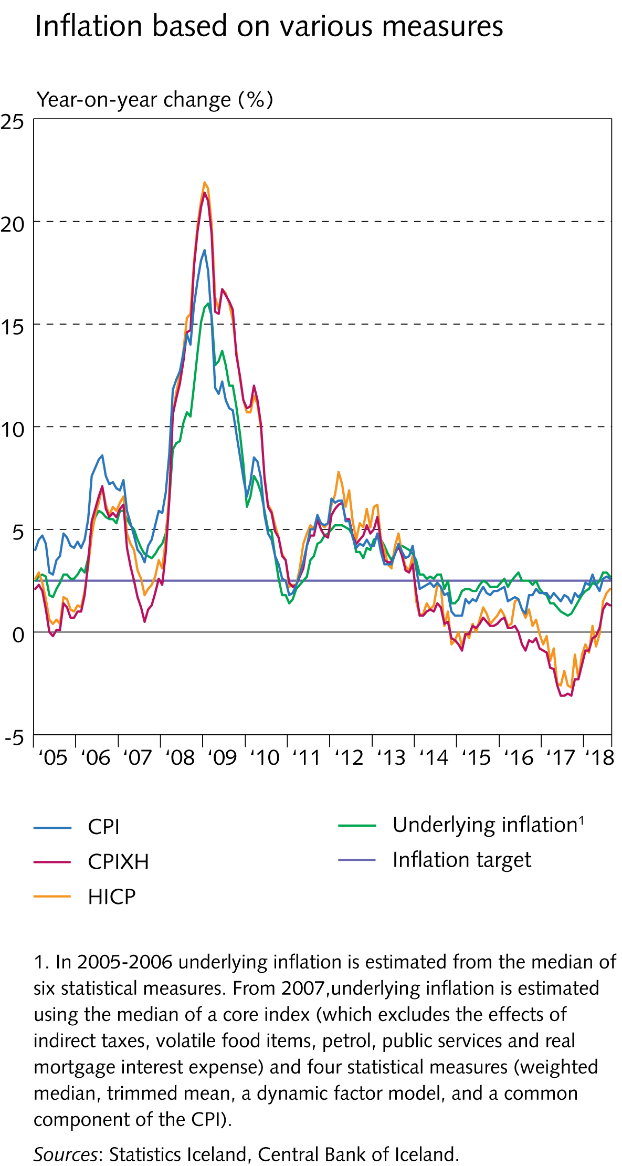 Inflation based on various measures
Year-on-year change (%)
25
20
15
10
5
0
-5
‘05 ‘06 ‘07 ‘08 ‘09 ‘10 ‘11 ‘12 ‘13 ‘14 ‘15 ‘16 ‘17 ‘18
CPI
CPIXH
HICP
Underlying inflation¹
Inflation target
1. In 2005-2006 underlying inflation is estimated from the median of
six statistical measures. From 2007,underlying inflation is estimated
using the median of a core index (which excludes the effects of
indirect taxes, volatile food items, petrol, public services and real
mortgage interest expense) and four statistical measures (weighted
median, trimmed mean, a dynamic factor model, and a common
component of the CPI).
Sources: Statistics Iceland, Central Bank of Iceland.